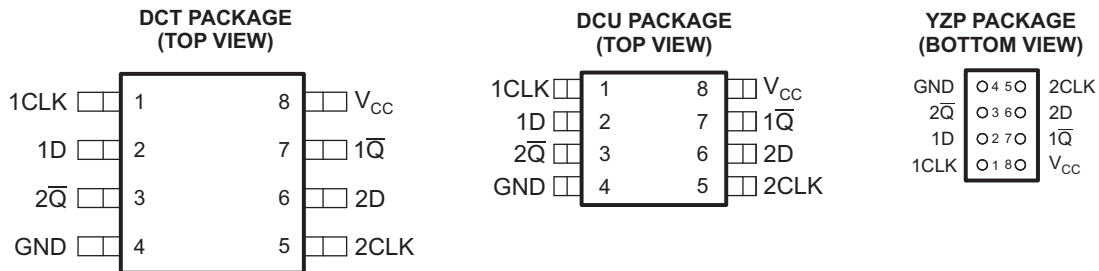 DCT PACKAGE
(TOP VIEW)
1CLK 1 8 V_CC
1D 2 7 1Q̅
2Q̅ 3 6 2D
GND 4 5 2CLK
DCU PACKAGE
(TOP VIEW)
1CLK 1 8 V_CC
1D 2 7 1Q̅
2Q̅ 3 6 2D
GND 4 5 2CLK
YZP PACKAGE
(BOTTOM VIEW)
GND 4 5 2CLK
2Q̅ 3 6 2D
1D 2 7 1Q̅
1CLK 1 8 V_CC